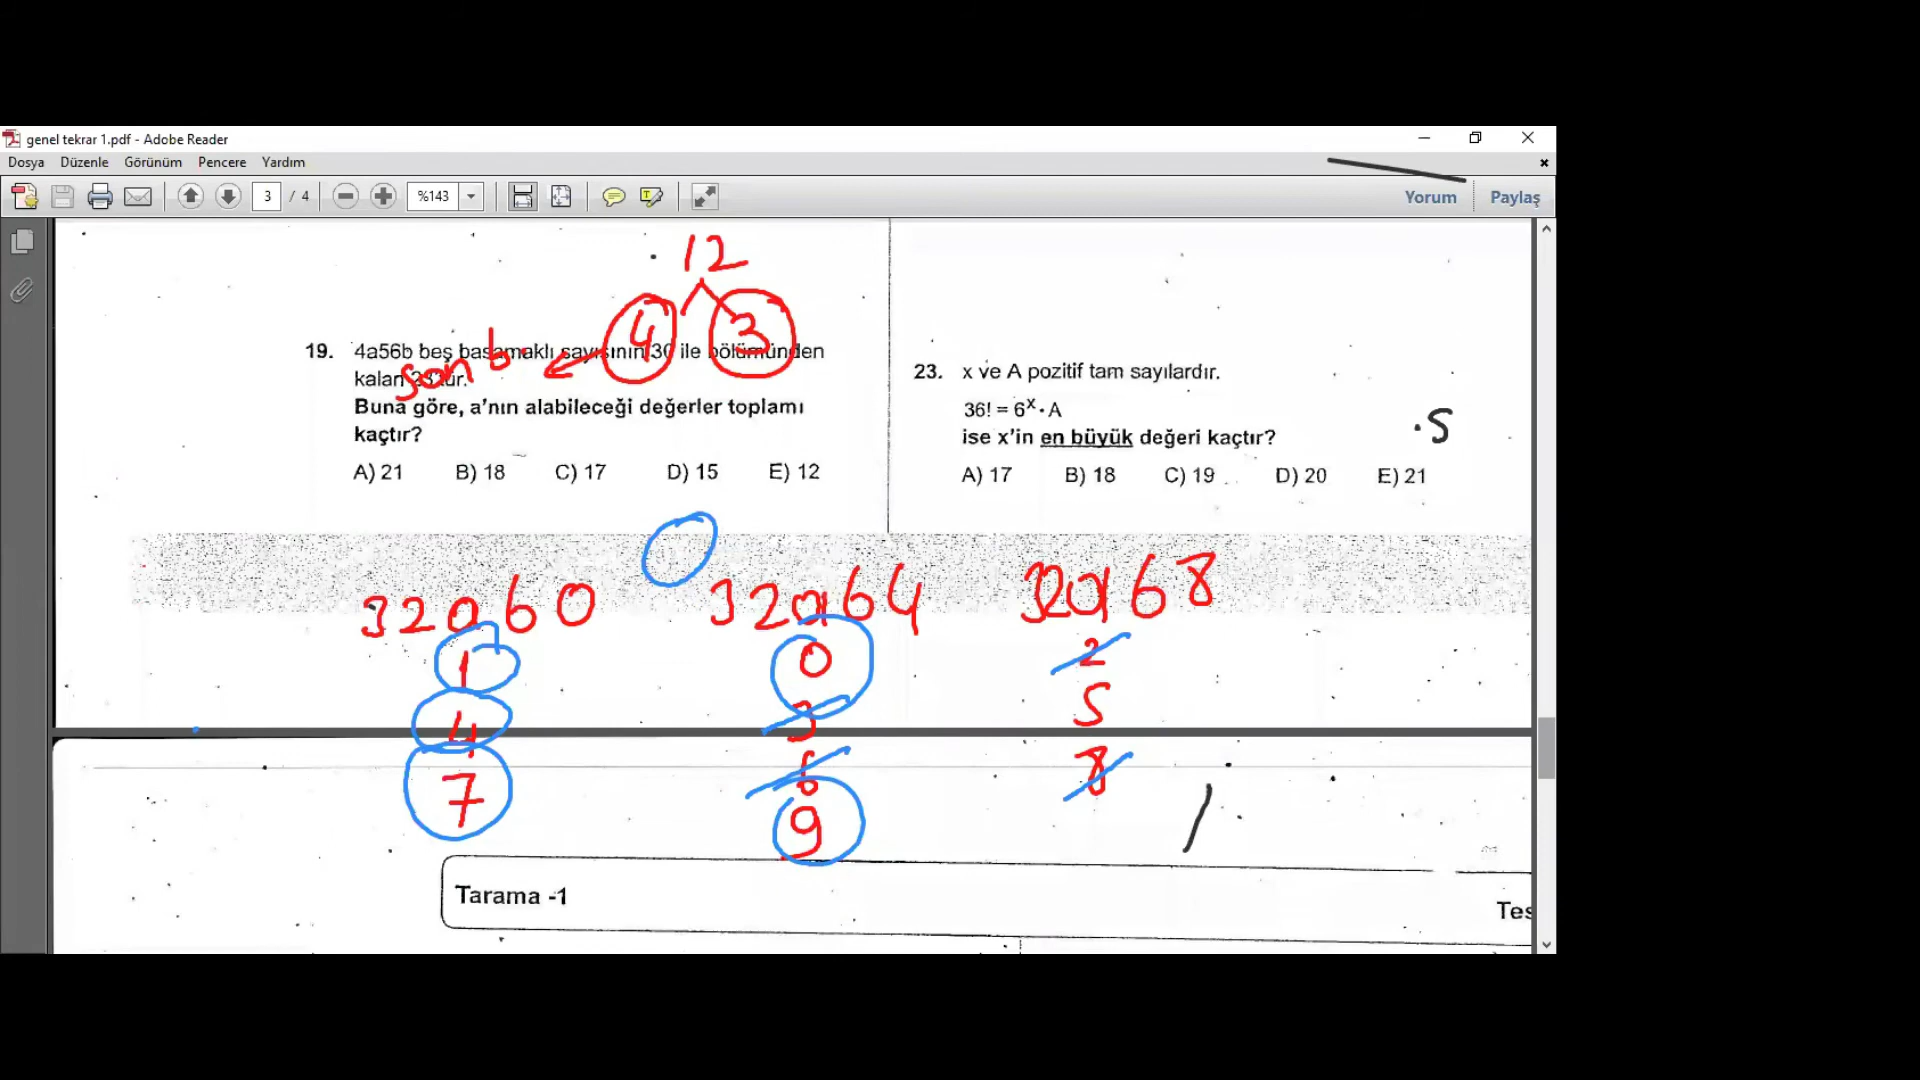 genel tekrar 1.pdf - Adobe Reader
Dosya Düzenle Görünüm Pencere Yardım
3 / 4 %143 Yorum Paylaş
12
4 3
son b.
19. 4a56b beş basamaklı sayısının 30 ile bölümünden
kalan 23'tür.
Buna göre, a'nın alabileceği değerler toplamı
kaçtır?
A) 21 B) 18 C) 17 D) 15 E) 12
23. x ve A pozitif tam sayılardır.
36! = 6ˣ · A
ise x'in en büyük değeri kaçtır?
A) 17 B) 18 C) 19 D) 20 E) 21
.5
32a60 32a64 32a68
1 0 2
4 3 5
7 6 8
9
Tarama -1
Tes